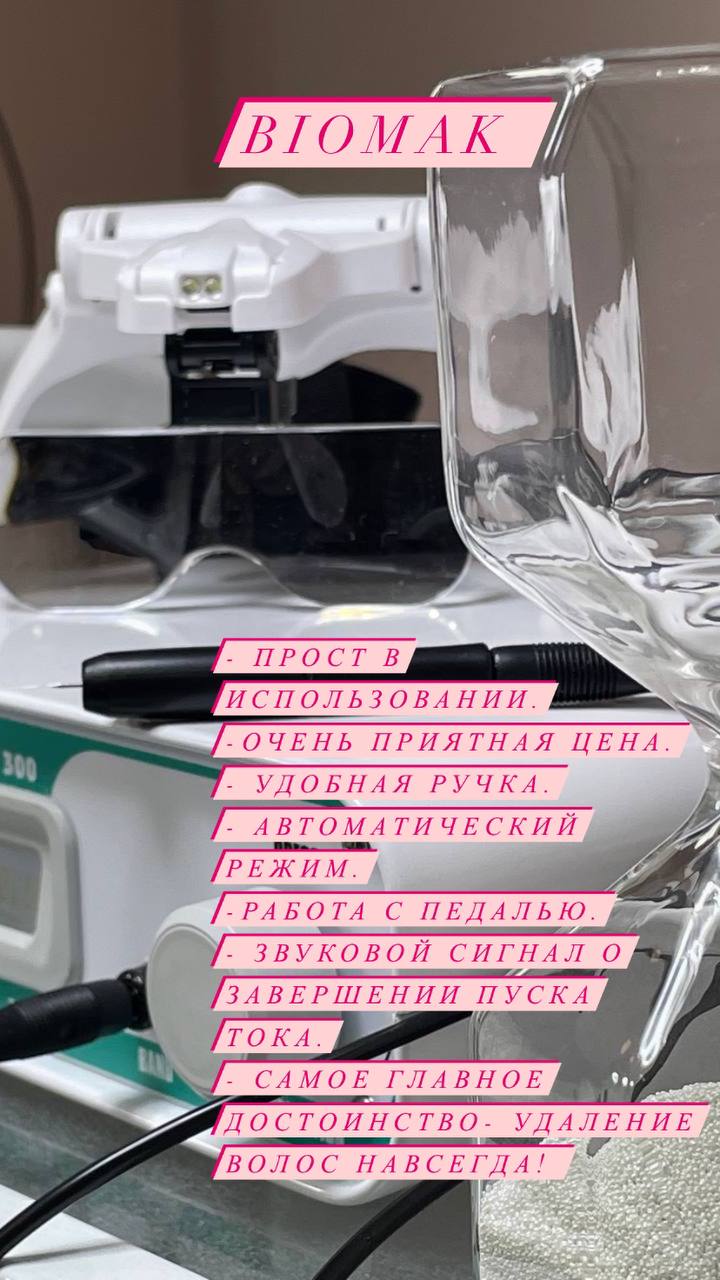 BIOMAK
- ПРОСТ В
ИСПОЛЬЗОВАНИИ.
-ОЧЕНЬ ПРИЯТНАЯ ЦЕНА.
- УДОБНАЯ РУЧКА.
- АВТОМАТИЧЕСКИЙ
РЕЖИМ.
-РАБОТА С ПЕДАЛЬЮ.
- ЗВУКОВОЙ СИГНАЛ О
ЗАВЕРШЕНИИ ПУСКА
ТОКА.
- САМОЕ ГЛАВНОЕ
ДОСТОИНСТВО- УДАЛЕНИЕ
ВОЛОС НАВСЕГДА!
300